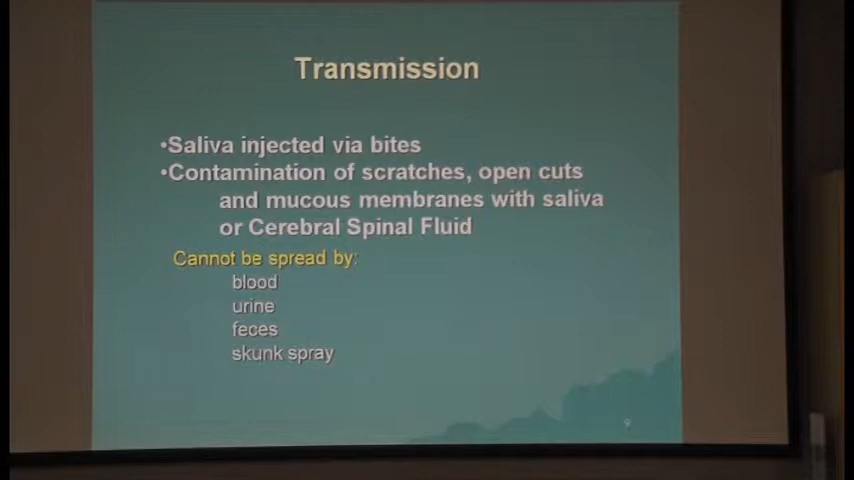 Transmission
•Saliva injected via bites
•Contamination of scratches, open cuts
and mucous membranes with saliva
or Cerebral Spinal Fluid
Cannot be spread by:
blood
urine
feces
skunk spray
9